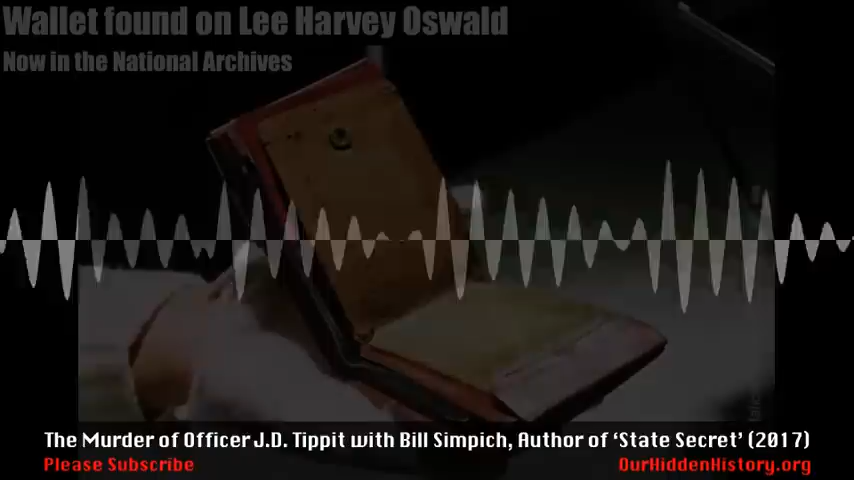 Wallet found on Lee Harvey Oswald
Now in the National Archives
The Murder of Officer J.D. Tippit with Bill Simpich, Author of ‘State Secret’ (2017)
Please Subscribe
OurHiddenHistory.org